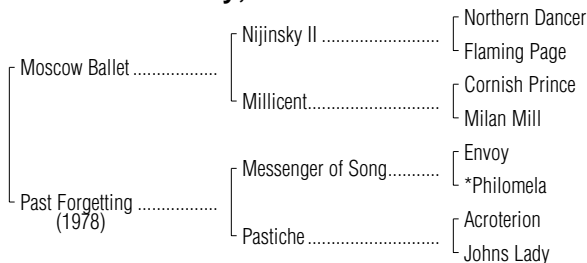 Northern Dancer
Nijinsky II
Flaming Page
Moscow Ballet
Cornish Prince
Millicent
Milan Mill
Envoy
Messenger of Song
*Philomela
Past Forgetting
(1978)
Acroterion
Pastiche
Johns Lady